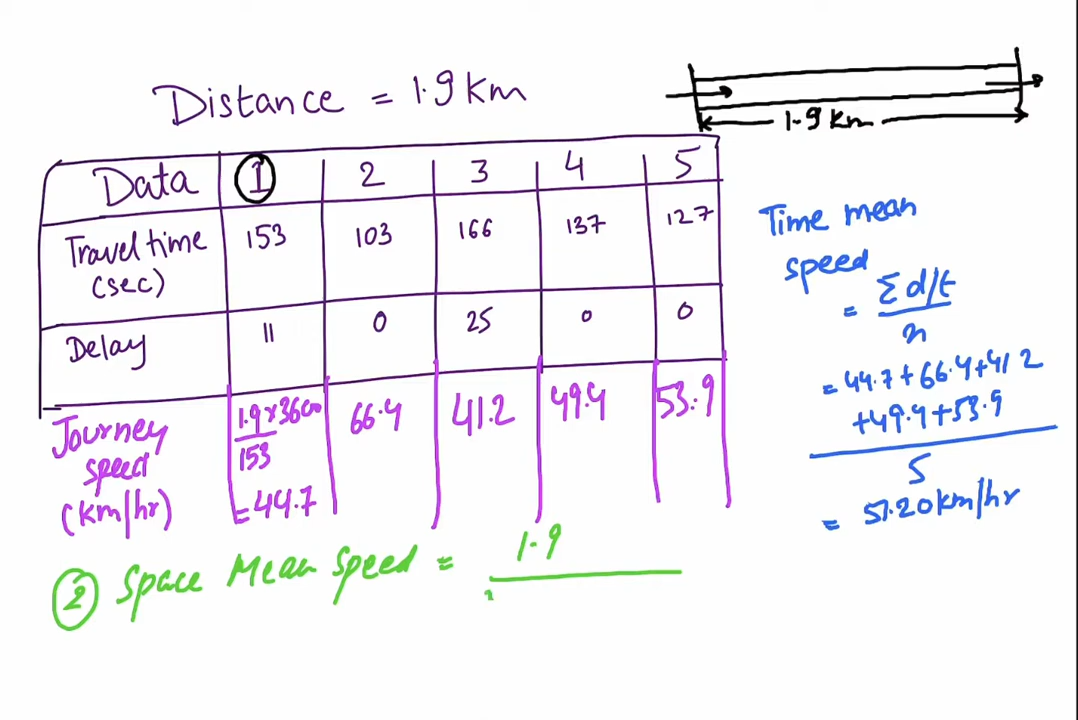 Distance = 1.9 Km
1.9 Km
Data 1 2 3 4 5
Travel time (sec) 153 103 166 137 127
Delay 11 0 25 0 0
Journey speed (km/hr) 1.9 x 3600 / 153 = 44.7 66.4 41.2 49.4 53.9
Time mean
speed
= Σ d/t
n
= 44.7 + 66.4 + 41.2
+ 49.4 + 53.9
5
= 51.20 km/hr
② Space Mean Speed = 1.9